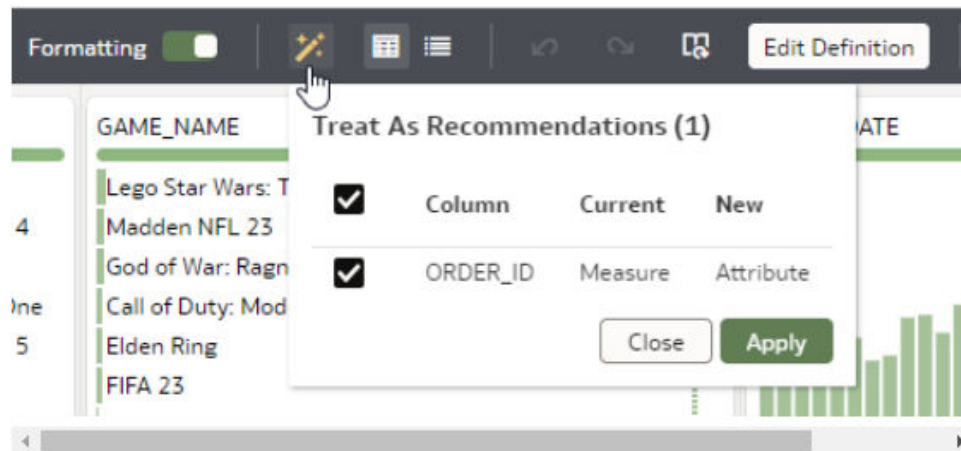 Formatting
Edit Definition
GAME_NAME
Lego Star Wars: T
Madden NFL 23
God of War: Ragn
Call of Duty: Mod
Elden Ring
FIFA 23
4
One
5
Treat As Recommendations (1)
Column Current New
ORDER_ID Measure Attribute
Close Apply
ATE